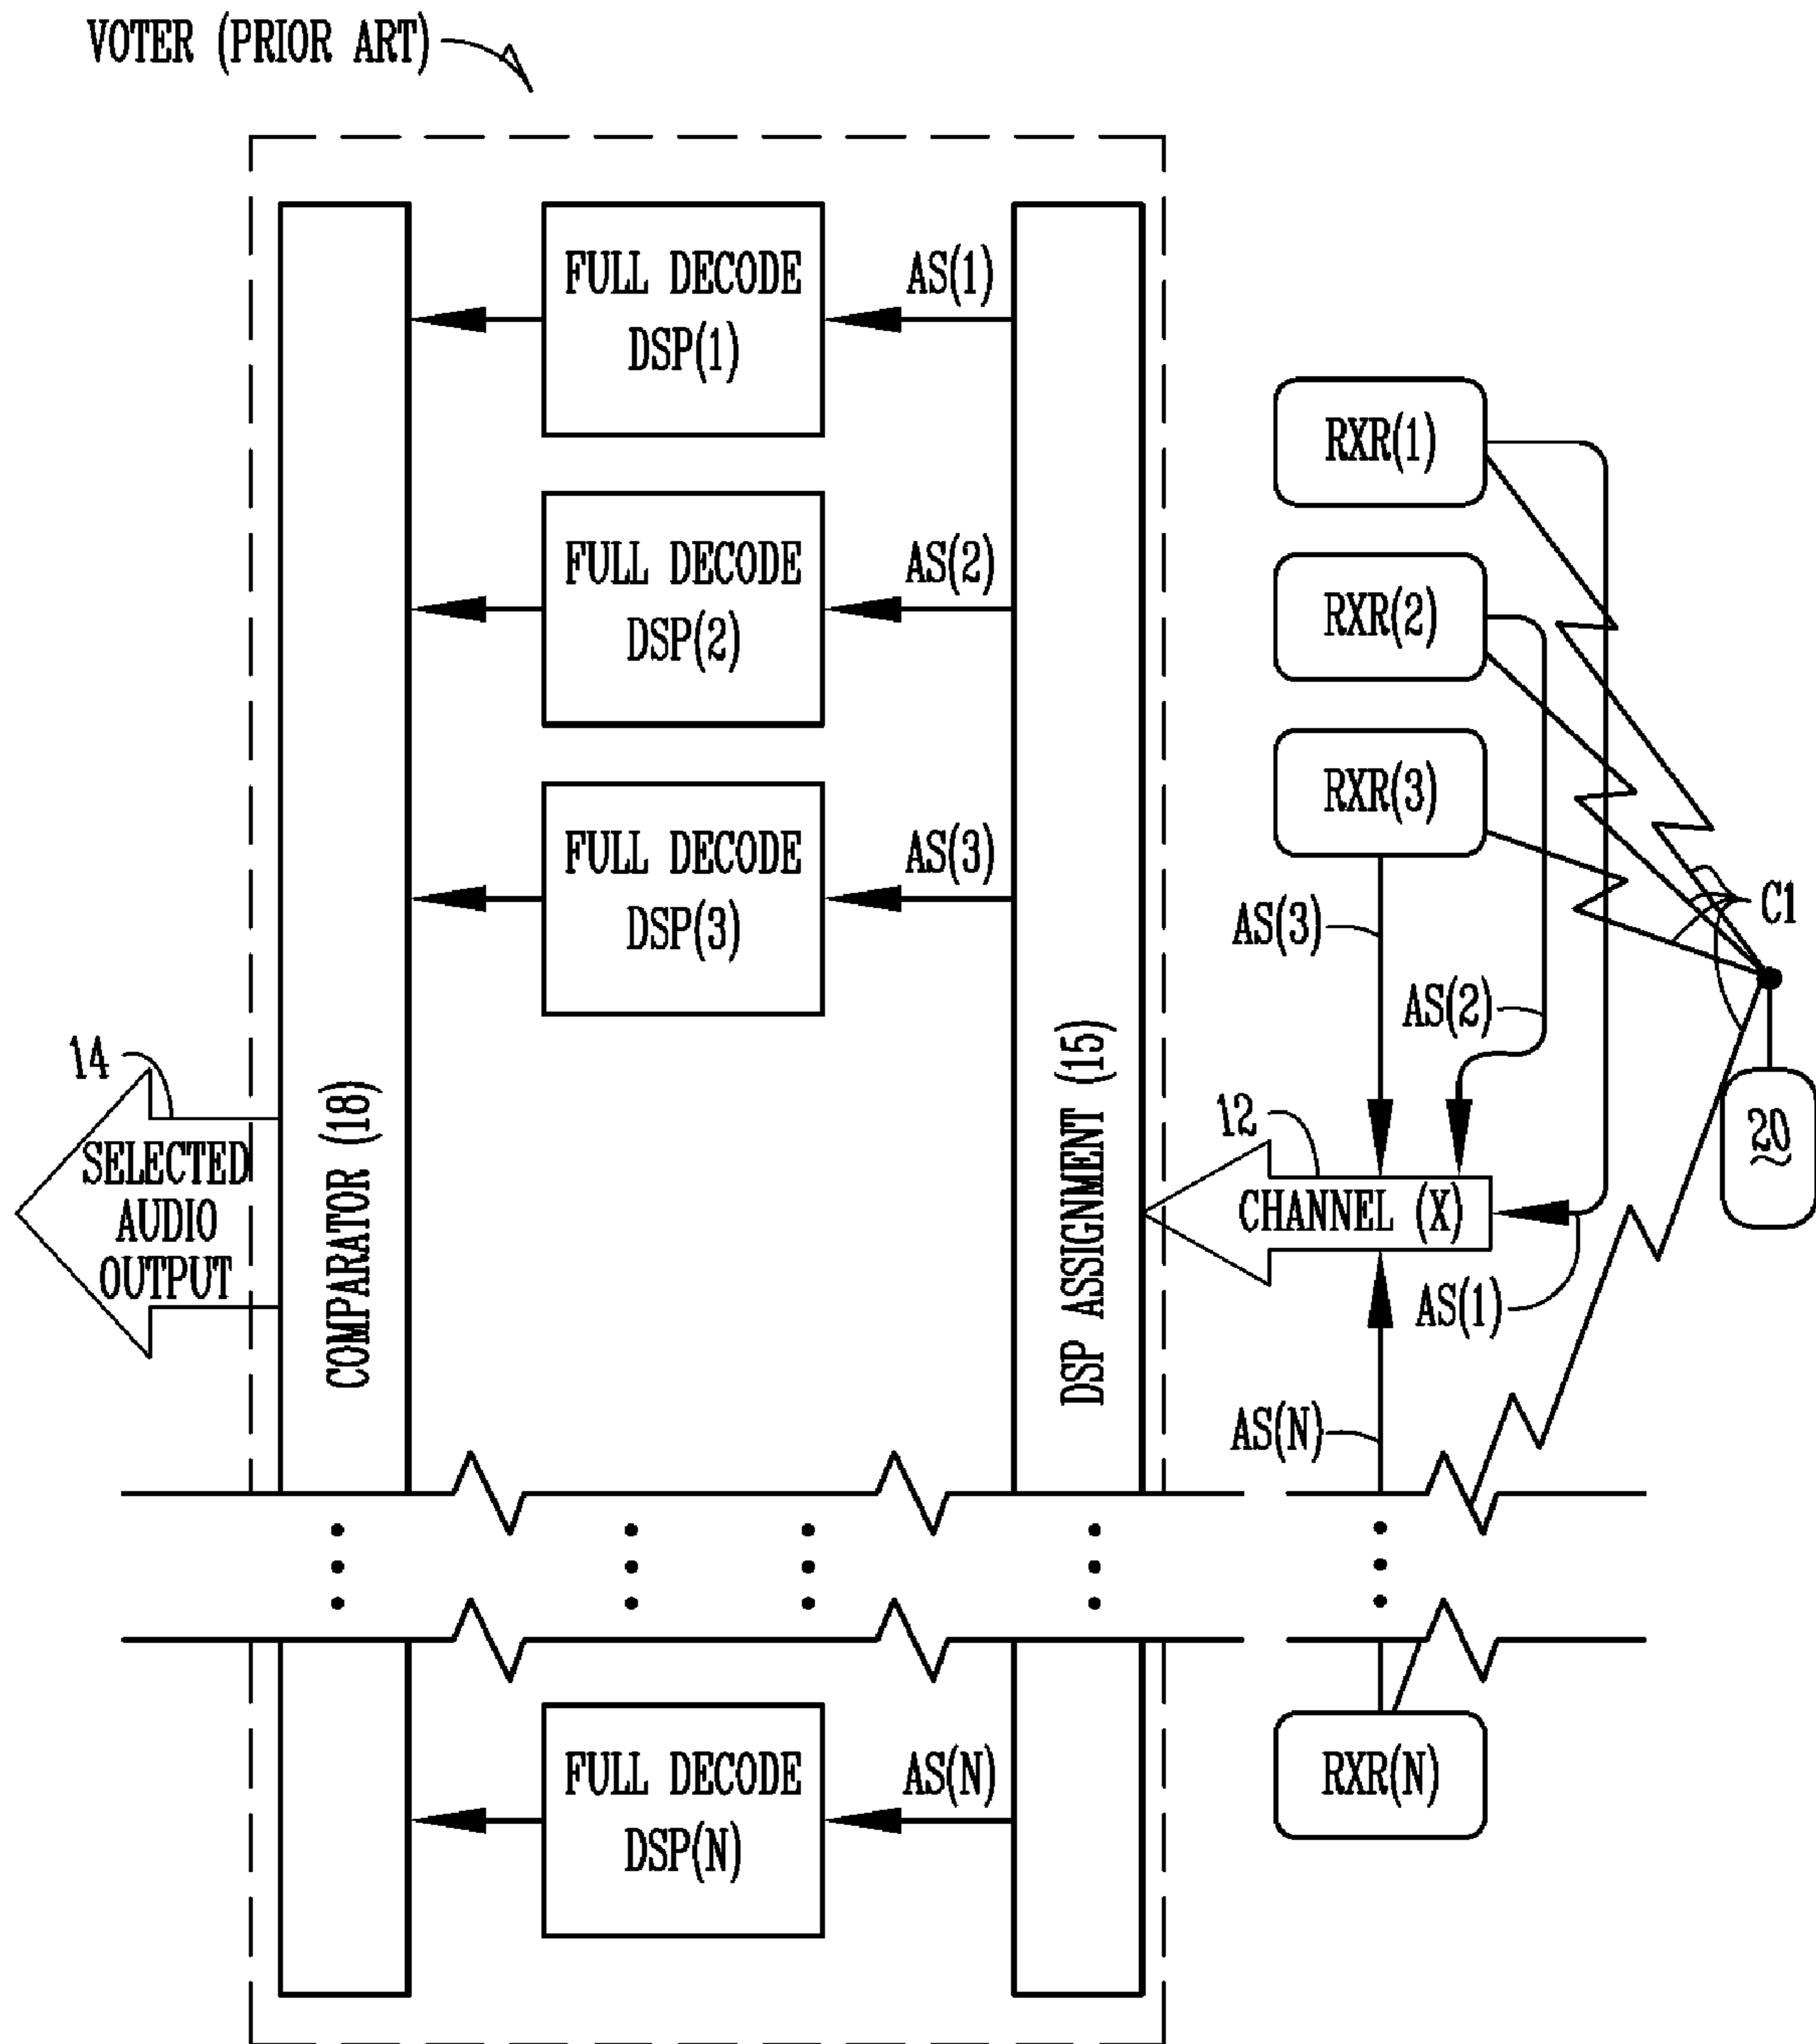 VOTER (PRIOR ART)
FULL DECODE
DSP(1)
AS(1)
RXR(1)
FULL DECODE
DSP(2)
AS(2)
RXR(2)
FULL DECODE
DSP(3)
AS(3)
RXR(3)
C1
AS(3)
AS(2)
14
SELECTED
AUDIO
OUTPUT
COMPARATOR (18)
DSP ASSIGNMENT (15)
12
CHANNEL (X)
20
AS(1)
AS(N)
FULL DECODE
DSP(N)
AS(N)
RXR(N)